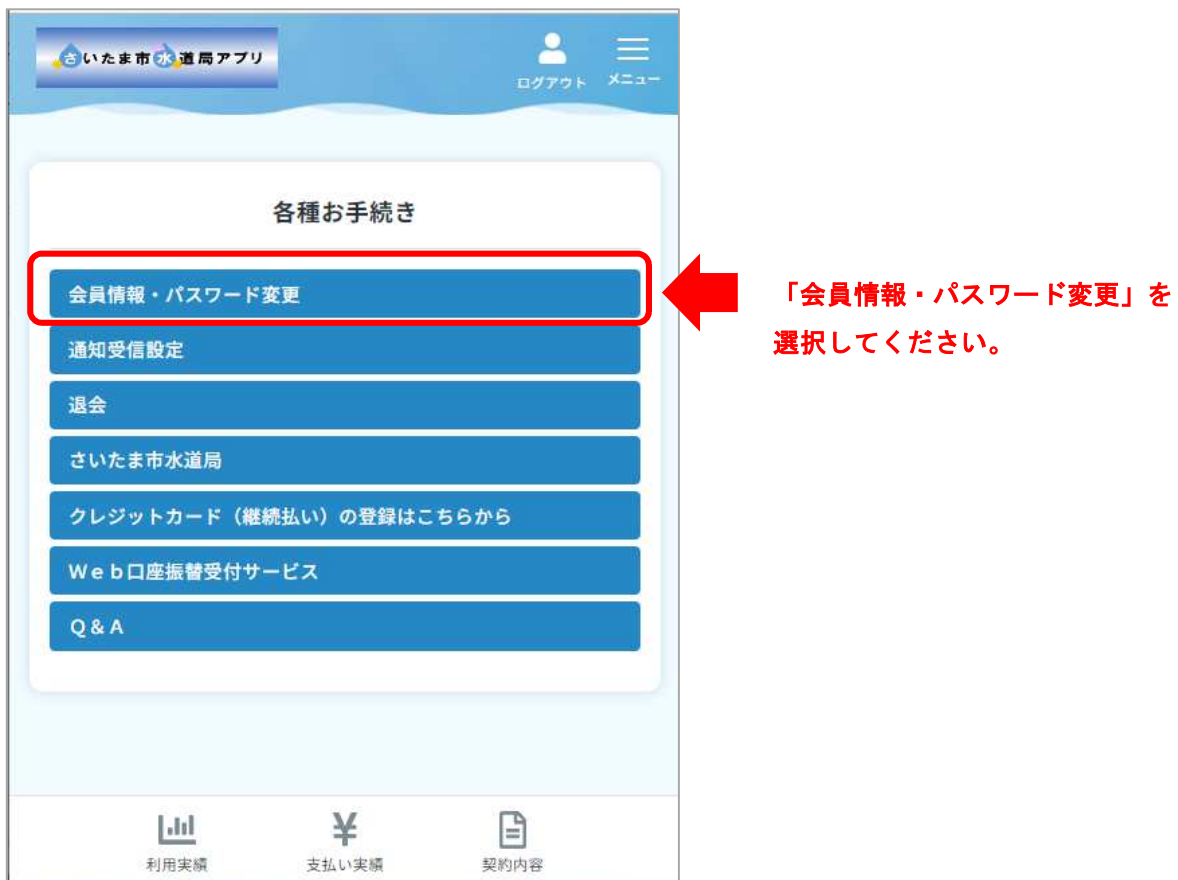 さいたま市水道局アプリ
ログアウト
メニュー
各種お手続き
会員情報・パスワード変更
「会員情報・パスワード変更」を
選択してください。
通知受信設定
退会
さいたま市水道局
クレジットカード（継続払い）の登録はこちらから
Ｗｅｂ口座振替受付サービス
Ｑ＆Ａ
利用実績
支払い実績
契約内容